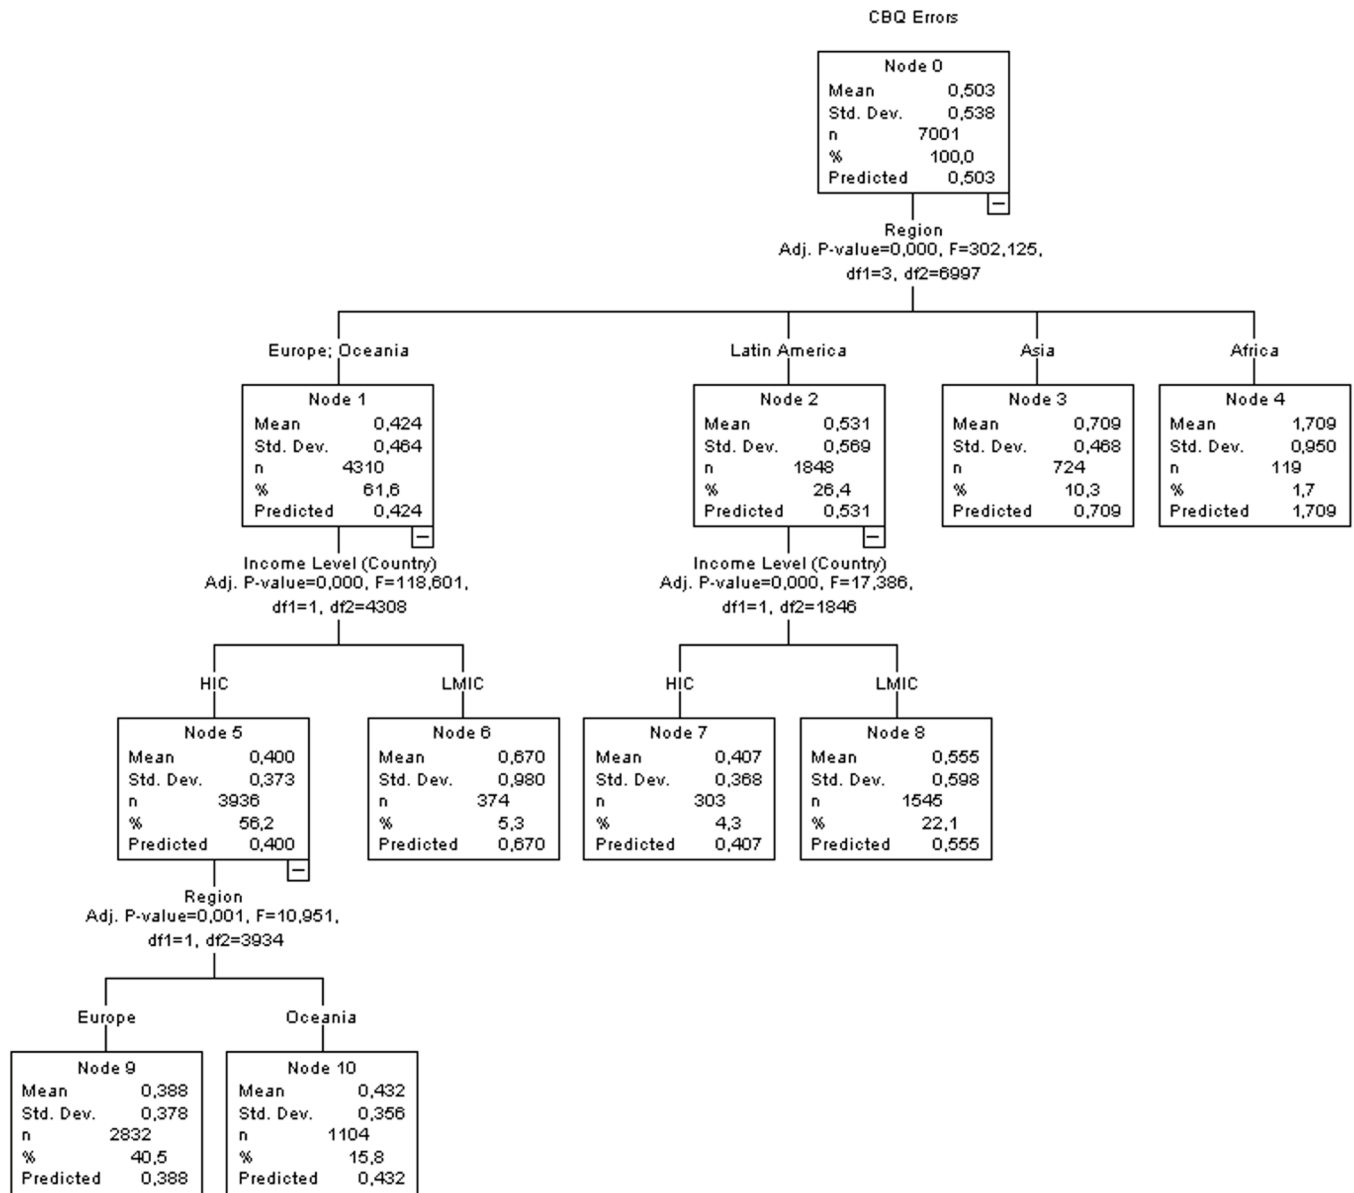 CBQ Errors
Node 0
Mean 0,503
Std. Dev. 0,538
n 7001
% 100,0
Predicted 0,503
Region
Adj. P-value=0,000, F=302,125,
df1=3, df2=6997
Europe; Oceania
Latin America
Asia
Africa
Node 1
Mean 0,424
Std. Dev. 0,464
n 4310
% 61,6
Predicted 0,424
Node 2
Mean 0,531
Std. Dev. 0,569
n 1848
% 26,4
Predicted 0,531
Node 3
Mean 0,709
Std. Dev. 0,468
n 724
% 10,3
Predicted 0,709
Node 4
Mean 1,709
Std. Dev. 0,950
n 119
% 1,7
Predicted 1,709
Income Level (Country)
Adj. P-value=0,000, F=118,601,
df1=1, df2=4308
Income Level (Country)
Adj. P-value=0,000, F=17,386,
df1=1, df2=1846
HIC
LMIC
HIC
LMIC
Node 5
Mean 0,400
Std. Dev. 0,373
n 3936
% 56,2
Predicted 0,400
Node 6
Mean 0,670
Std. Dev. 0,980
n 374
% 5,3
Predicted 0,670
Node 7
Mean 0,407
Std. Dev. 0,368
n 303
% 4,3
Predicted 0,407
Node 8
Mean 0,555
Std. Dev. 0,598
n 1545
% 22,1
Predicted 0,555
Region
Adj. P-value=0,001, F=10,951,
df1=1, df2=3934
Europe
Oceania
Node 9
Mean 0,388
Std. Dev. 0,378
n 2832
% 40,5
Predicted 0,388
Node 10
Mean 0,432
Std. Dev. 0,356
n 1104
% 15,8
Predicted 0,432